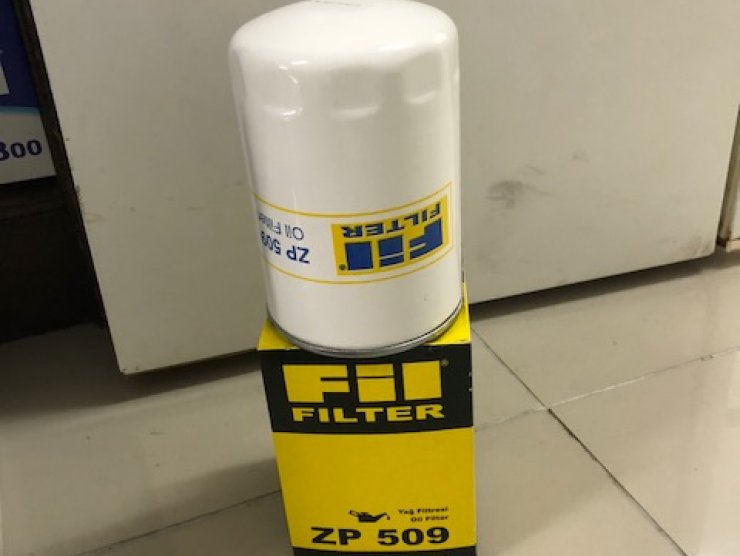 300
ZP 509
Oil Filter
Fil
FILTER
Fil
FILTER
Yağ Filtresi
Oil Filter
ZP 509